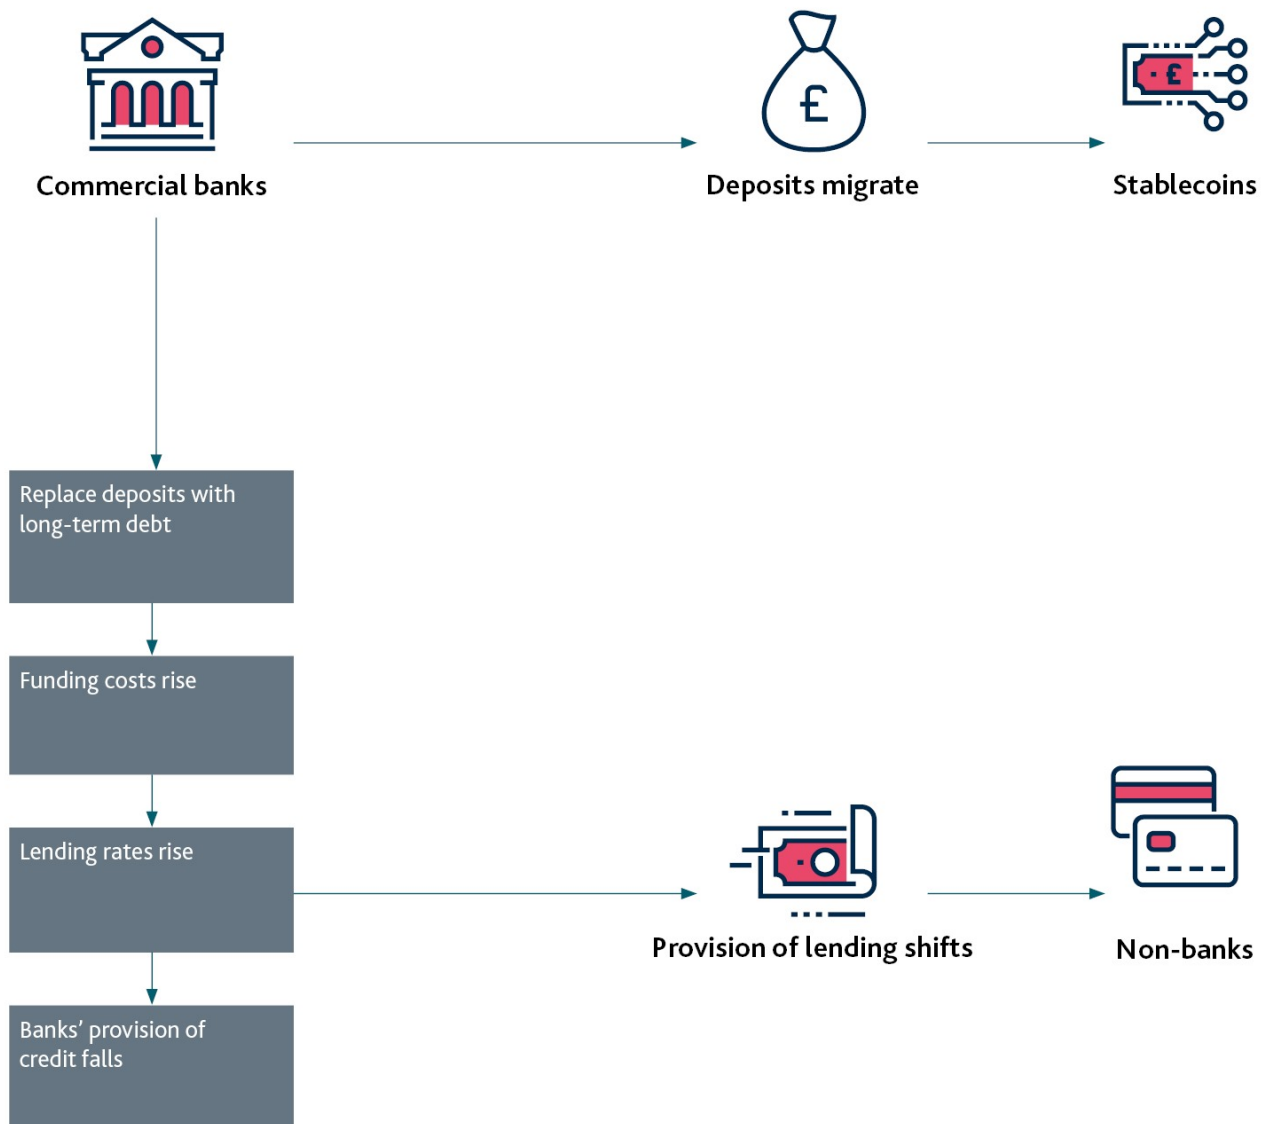 £
£
Commercial banks
Deposits migrate
Stablecoins
Replace deposits with
long-term debt
Funding costs rise
Lending rates rise
Provision of lending shifts
Non-banks
Banks’ provision of
credit falls